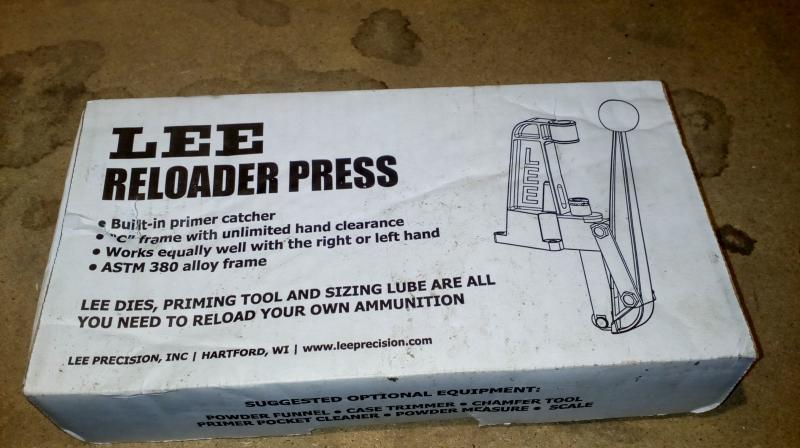 LEE
RELOADER PRESS
• Built-in primer catcher
• "C" frame with unlimited hand clearance
• Works equally well with the right or left hand
• ASTM 380 alloy frame
LEE DIES, PRIMING TOOL AND SIZING LUBE ARE ALL
YOU NEED TO RELOAD YOUR OWN AMMUNITION
LEE PRECISION, INC | HARTFORD, WI | www.leeprecision.com
LEE
SUGGESTED OPTIONAL EQUIPMENT:
POWDER FUNNEL • CASE TRIMMER • CHAMFER TOOL
PRIMER POCKET CLEANER • POWDER MEASURE • SCALE